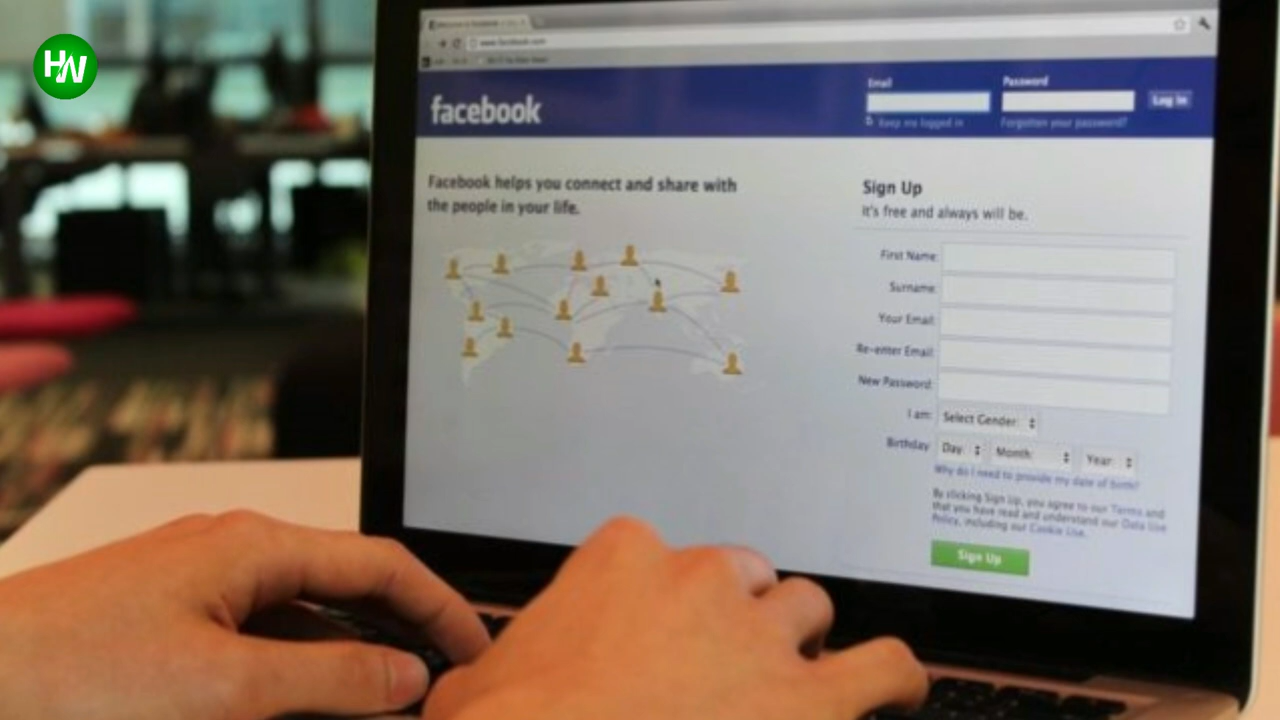 HW
www.facebook.com
Email
Password
facebook
Log In
Keep me logged in
Forgotten your password?
Facebook helps you connect and share with
the people in your life.
Sign Up
It's free and always will be.
First Name:
Surname:
Your Email:
Re-enter Email:
New Password:
I am:
Select Gender:
Birthday:
Day:
Month:
Year:
Why do I need to provide my date of birth?
By clicking Sign Up, you agree to our Terms and
that you have read and understand our Data Use
Policy, including our Cookie Use.
Sign Up